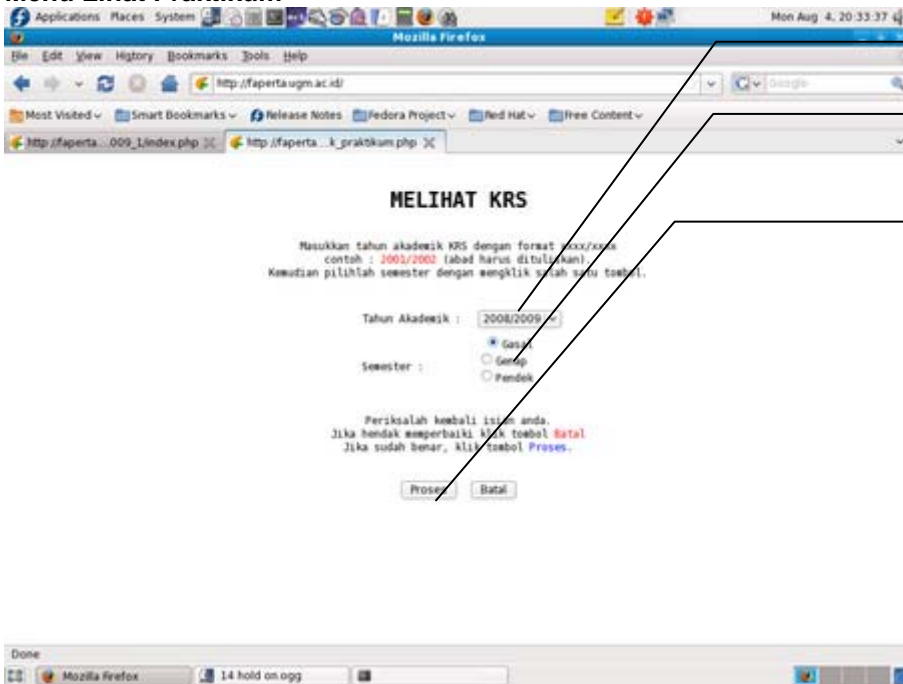 Menu Lihat Praktikum
Applications Places System
Mon Aug 4, 20:33:37
Mozilla Firefox
File Edit View History Bookmarks Tools Help
http://faperta.ugm.ac.id/
Google
Most Visited Smart Bookmarks Release Notes Fedora Project Red Hat Free Content
http://faperta...009_1/index.php http://faperta...k_praktikum.php
MELIHAT KRS
Masukkan tahun akademik KRS dengan format xxxx/xxxx
contoh : 2001/2002 (abad harus dituliskan).
Kemudian pilihlah semester dengan mengklik salah satu tombol.
Tahun Akademik : 2008/2009
Gasal
Semester : Genap
Pendek
Periksalah kembali isian anda.
Jika hendak memperbaiki klik tombol Batal
Jika sudah benar, klik tombol Proses.
Proses Batal
Done
Mozilla Firefox 14 hold on.ogg